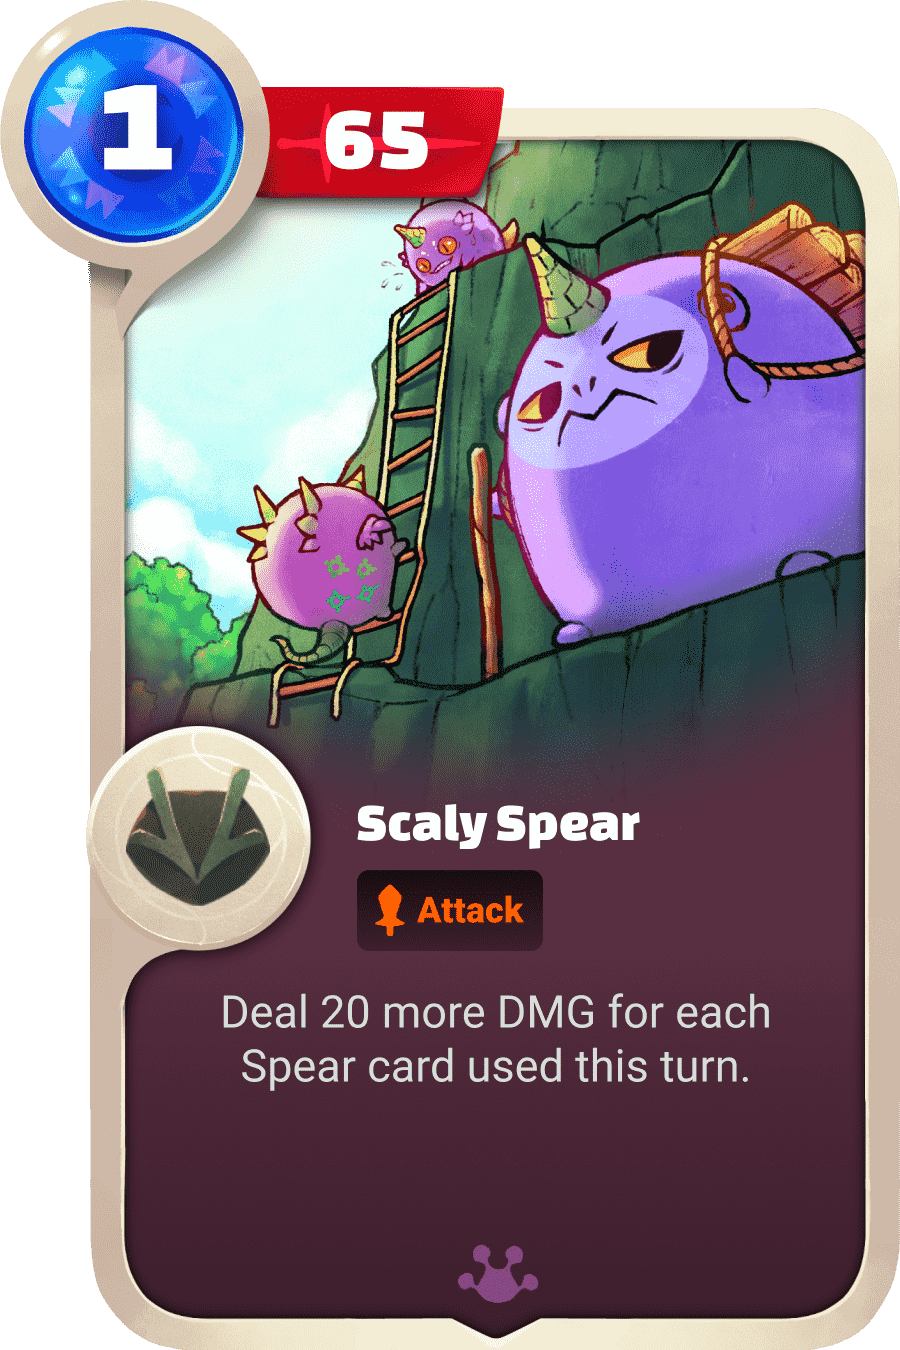 1
65
Scaly Spear
Attack
Deal 20 more DMG for each
Spear card used this turn.